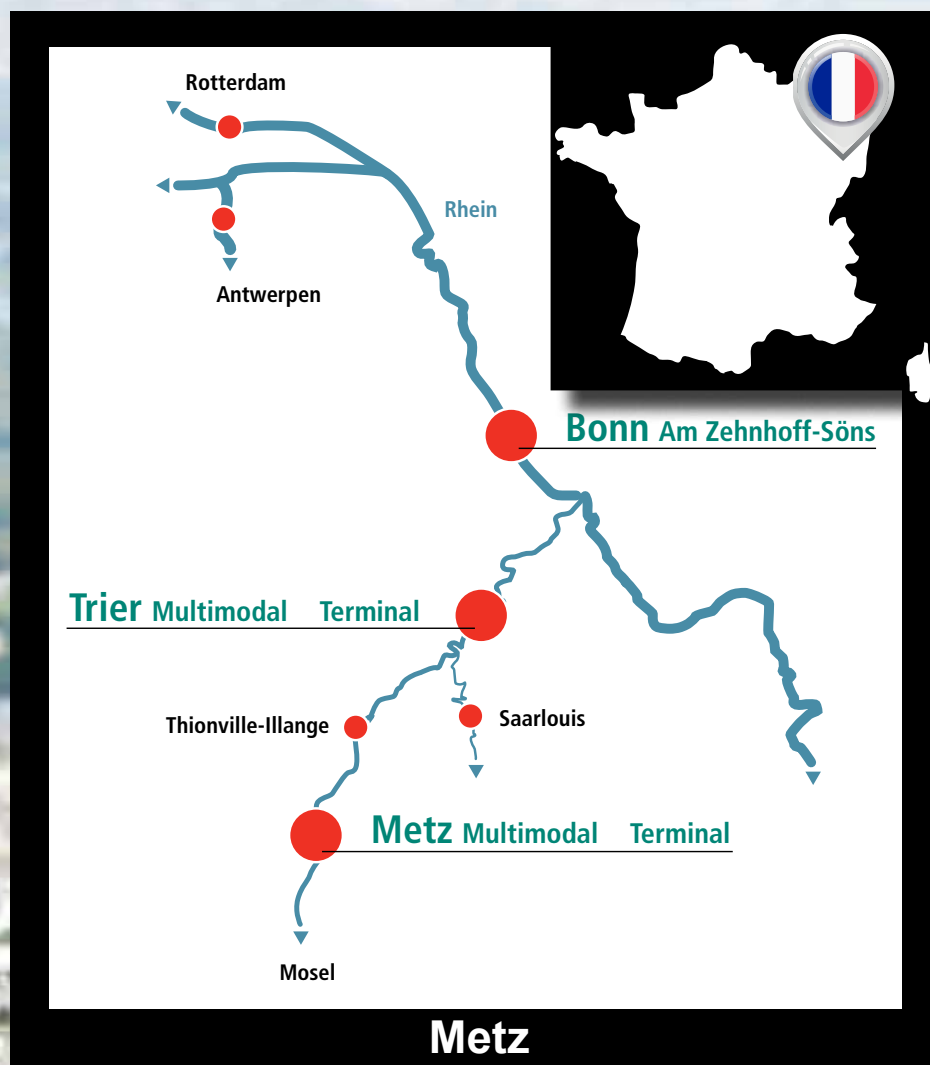 Rotterdam
Rhein
Antwerpen
Bonn Am Zehnhoff-Söns
Trier Multimodal Terminal
Thionville-Illange
Saarlouis
Metz Multimodal Terminal
Mosel
Metz